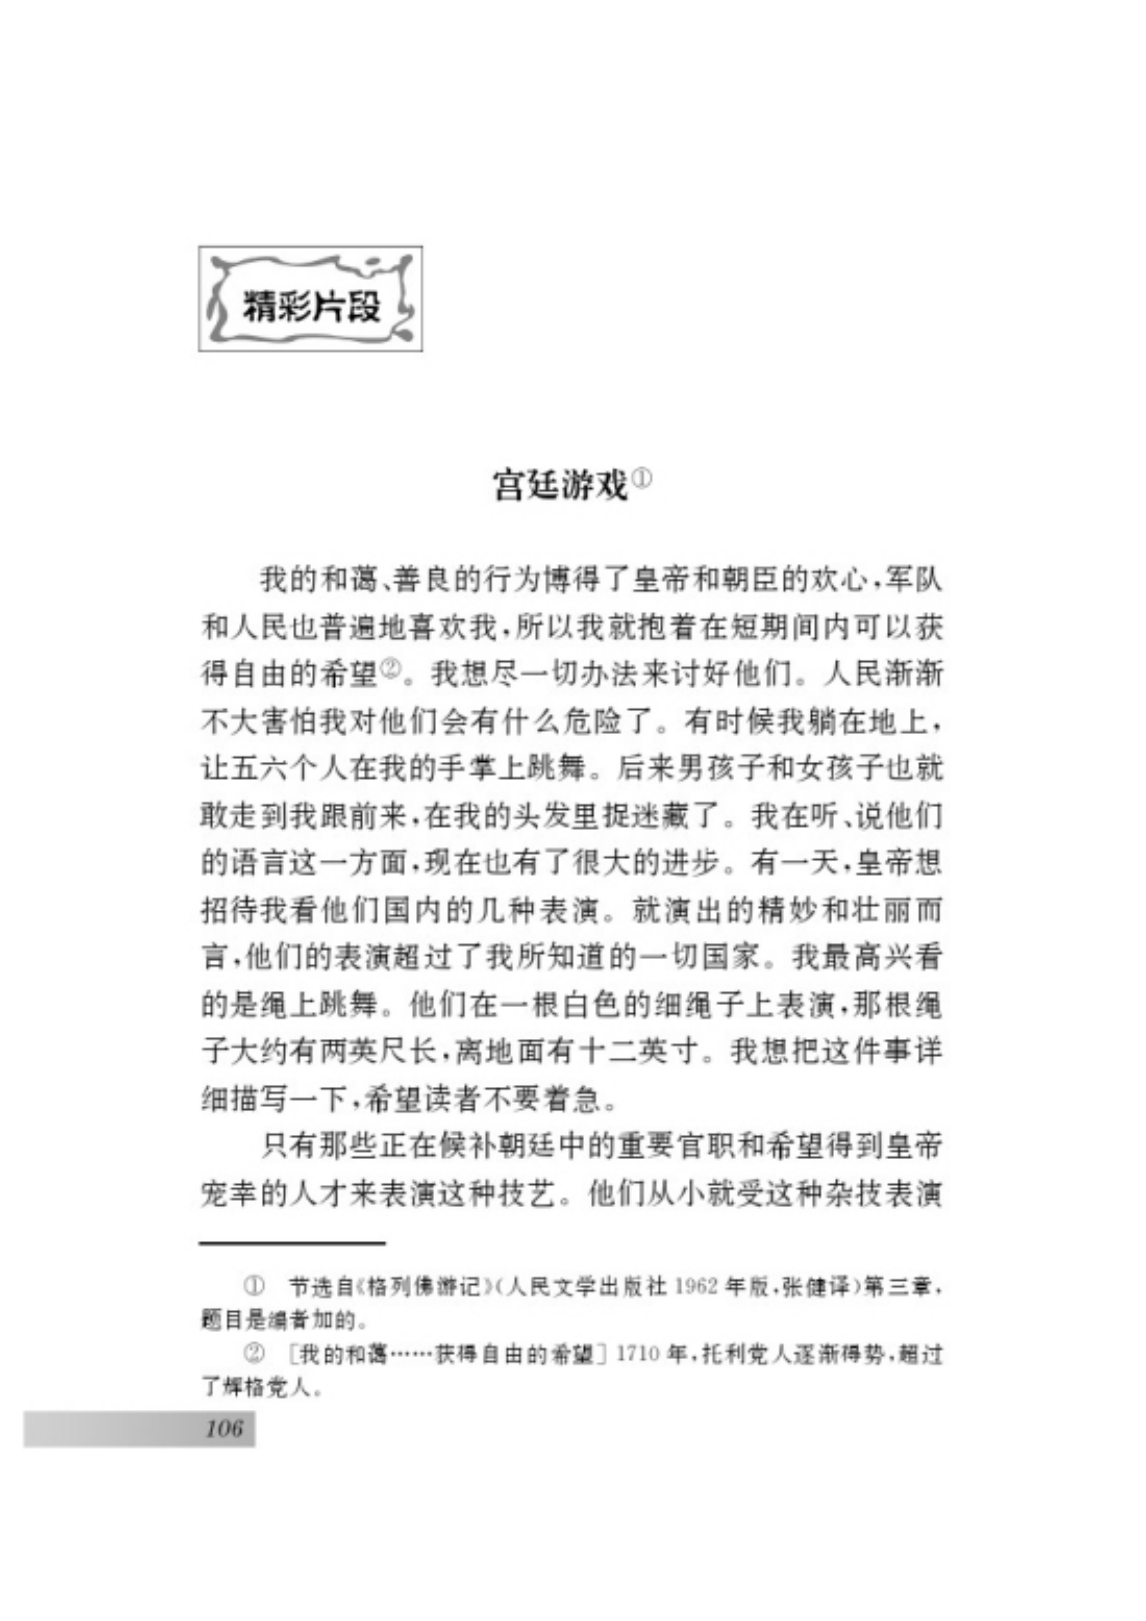 精彩片段
宫廷游戏①
我的和蔼、善良的行为博得了皇帝和朝臣的欢心,军队
和人民也普遍地喜欢我,所以我就抱着在短期间内可以获
得自由的希望②。我想尽一切办法来讨好他们。人民渐渐
不大害怕我对他们会有什么危险了。有时候我躺在地上,
让五六个人在我的手掌上跳舞。后来男孩子和女孩子也就
敢走到我跟前来,在我的头发里捉迷藏了。我在听、说他们
的语言这一方面,现在也有了很大的进步。有一天,皇帝想
招待我看他们国内的几种表演。就演出的精妙和壮丽而
言,他们的表演超过了我所知道的一切国家。我最高兴看
的是绳上跳舞。他们在一根白色的细绳子上表演,那根绳
子大约有两英尺长,离地面有十二英寸。我想把这件事详
细描写一下,希望读者不要着急。
只有那些正在候补朝廷中的重要官职和希望得到皇帝
宠幸的人才来表演这种技艺。他们从小就受这种杂技表演
① 节选自《格列佛游记》(人民文学出版社 1962 年版,张健译)第三章,
题目是编者加的。
② [我的和蔼……获得自由的希望] 1710 年,托利党人逐渐得势,超过
了辉格党人。
106